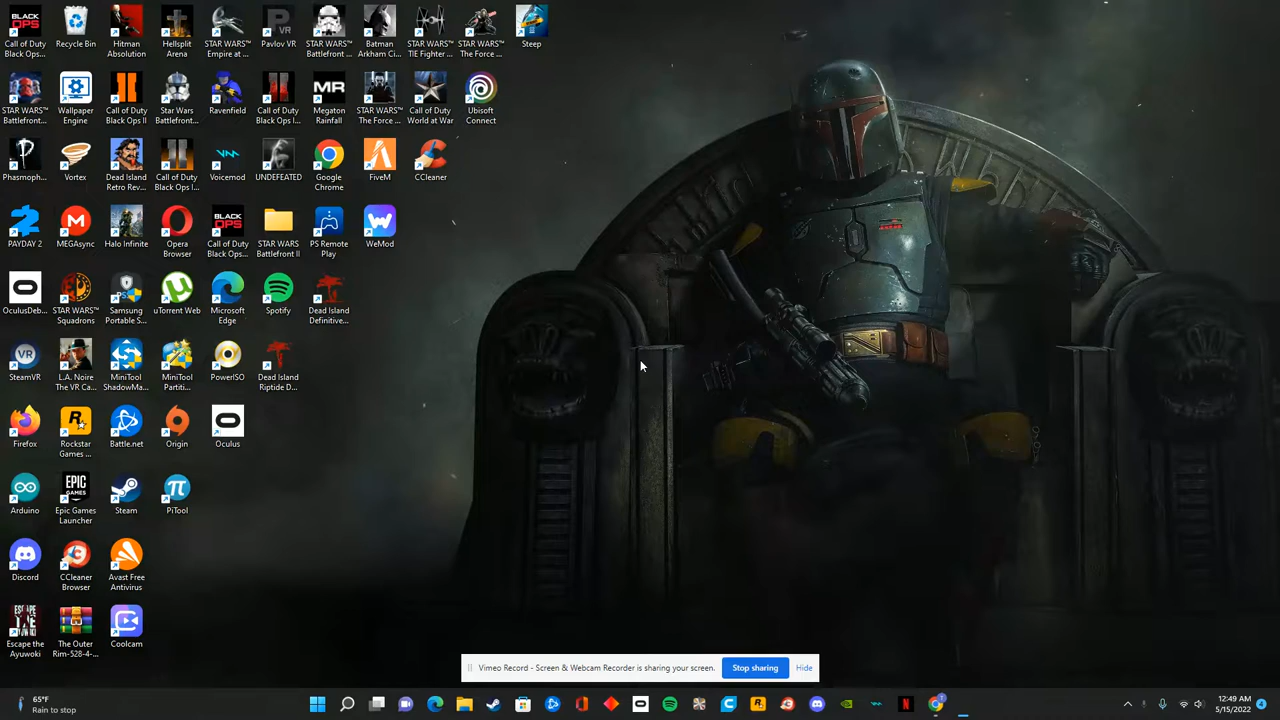 Call of Duty Black Ops...
Recycle Bin
Hitman Absolution
Hellsplit Arena
STAR WARS™ Empire at ...
Pavlov VR
STAR WARS™ Battlefront ...
Batman Arkham Ci...
STAR WARS™ TIE Fighter ...
STAR WARS™ The Force ...
Steep
STAR WARS™ Battlefront...
Wallpaper Engine
Call of Duty Black Ops II
Star Wars Battlefront ...
Ravenfield
Call of Duty Black Ops I...
Megaton Rainfall
STAR WARS™ The Force ...
Call of Duty World at War
Ubisoft Connect
Phasmoph...
Vortex
Dead Island Retro Rev...
Call of Duty Black Ops I...
Voicemod
UNDEFEATED
Google Chrome
FiveM
CCleaner
PAYDAY 2
MEGAsync
Halo Infinite
Opera Browser
Call of Duty Black Ops...
STAR WARS Battlefront II
PS Remote Play
WeMod
OculusDeb...
STAR WARS™ Squadrons
Samsung Portable S...
uTorrent Web
Microsoft Edge
Spotify
Dead Island Definitive...
SteamVR
L.A. Noire The VR Ca...
MiniTool ShadowMa...
MiniTool Partiti...
PowerISO
Dead Island Riptide D...
Firefox
Rockstar Games ...
Battle.net
Origin
Oculus
Arduino
Epic Games Launcher
Steam
PiTool
Discord
CCleaner Browser
Avast Free Antivirus
Escape the Ayuwoki
The Outer Rim-528-4-...
Coolcam
Vimeo Record - Screen & Webcam Recorder is sharing your screen. Stop sharing Hide
65°F
Rain to stop
12:49 AM
5/15/2022